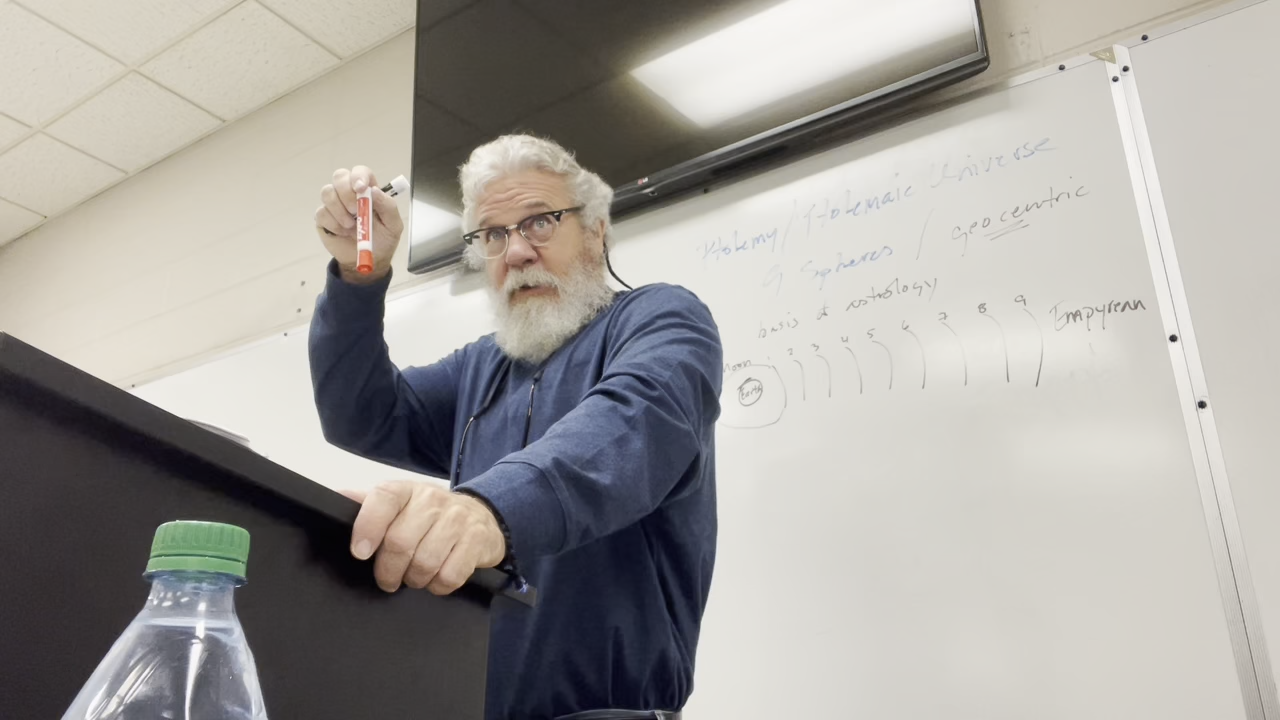 Ptolemy / Ptolemaic Universe
9 Spheres / geocentric
basis of astrology
Moon 2 3 4 5 6 7 8 9 Empyrean
Earth